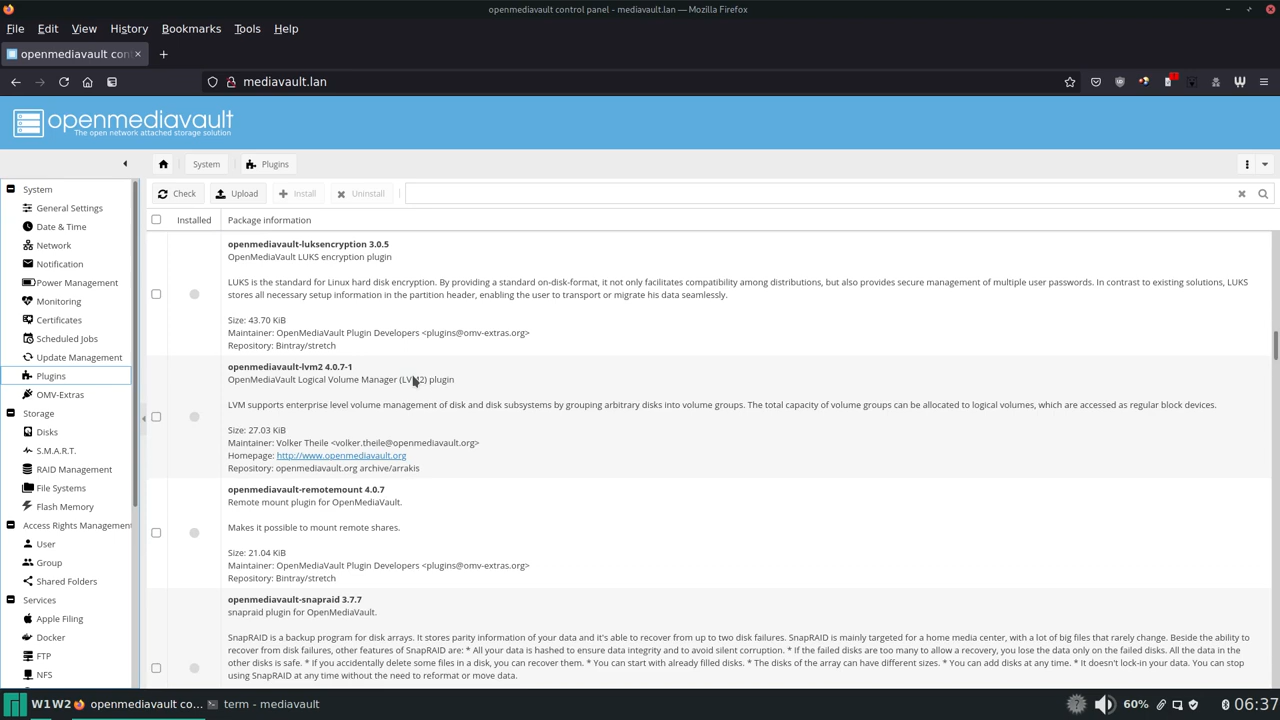 openmediavault control panel - mediavault.lan — Mozilla Firefox
File Edit View History Bookmarks Tools Help
openmediavault con
mediavault.lan
openmediavault
The open network attached storage solution
System Plugins
System
General Settings
Date & Time
Network
Notification
Power Management
Monitoring
Certificates
Scheduled Jobs
Update Management
Plugins
OMV-Extras
Storage
Disks
S.M.A.R.T.
RAID Management
File Systems
Flash Memory
Access Rights Management
User
Group
Shared Folders
Services
Apple Filing
Docker
FTP
NFS
Check Upload Install Uninstall
Installed Package information
openmediavault-luksencryption 3.0.5
OpenMediaVault LUKS encryption plugin
LUKS is the standard for Linux hard disk encryption. By providing a standard on-disk-format, it not only facilitates compatibility among distributions, but also provides secure management of multiple user passwords. In contrast to existing solutions, LUKS
stores all necessary setup information in the partition header, enabling the user to transport or migrate his data seamlessly.
Size: 43.70 KiB
Maintainer: OpenMediaVault Plugin Developers <plugins@omv-extras.org>
Repository: Bintray/stretch
openmediavault-lvm2 4.0.7-1
OpenMediaVault Logical Volume Manager (LVM2) plugin
LVM supports enterprise level volume management of disk and disk subsystems by grouping arbitrary disks into volume groups. The total capacity of volume groups can be allocated to logical volumes, which are accessed as regular block devices.
Size: 27.03 KiB
Maintainer: Volker Theile <volker.theile@openmediavault.org>
Homepage: http://www.openmediavault.org
Repository: openmediavault.org archive/arrakis
openmediavault-remotemount 4.0.7
Remote mount plugin for OpenMediaVault.
Makes it possible to mount remote shares.
Size: 21.04 KiB
Maintainer: OpenMediaVault Plugin Developers <plugins@omv-extras.org>
Repository: Bintray/stretch
openmediavault-snapraid 3.7.7
snapraid plugin for OpenMediaVault.
SnapRAID is a backup program for disk arrays. It stores parity information of your data and it's able to recover from up to two disk failures. SnapRAID is mainly targeted for a home media center, with a lot of big files that rarely change. Beside the ability to
recover from disk failures, other features of SnapRAID are: * All your data is hashed to ensure data integrity and to avoid silent corruption. * If the failed disks are too many to allow a recovery, you lose the data only on the failed disks. All the data in the
other disks is safe. * If you accidentally delete some files in a disk, you can recover them. * You can start with already filled disks. * The disks of the array can have different sizes. * You can add disks at any time. * It doesn't lock-in your data. You can stop
using SnapRAID at any time without the need to reformat or move data.
W1W2 openmediavault co... term - mediavault 60% 06:37